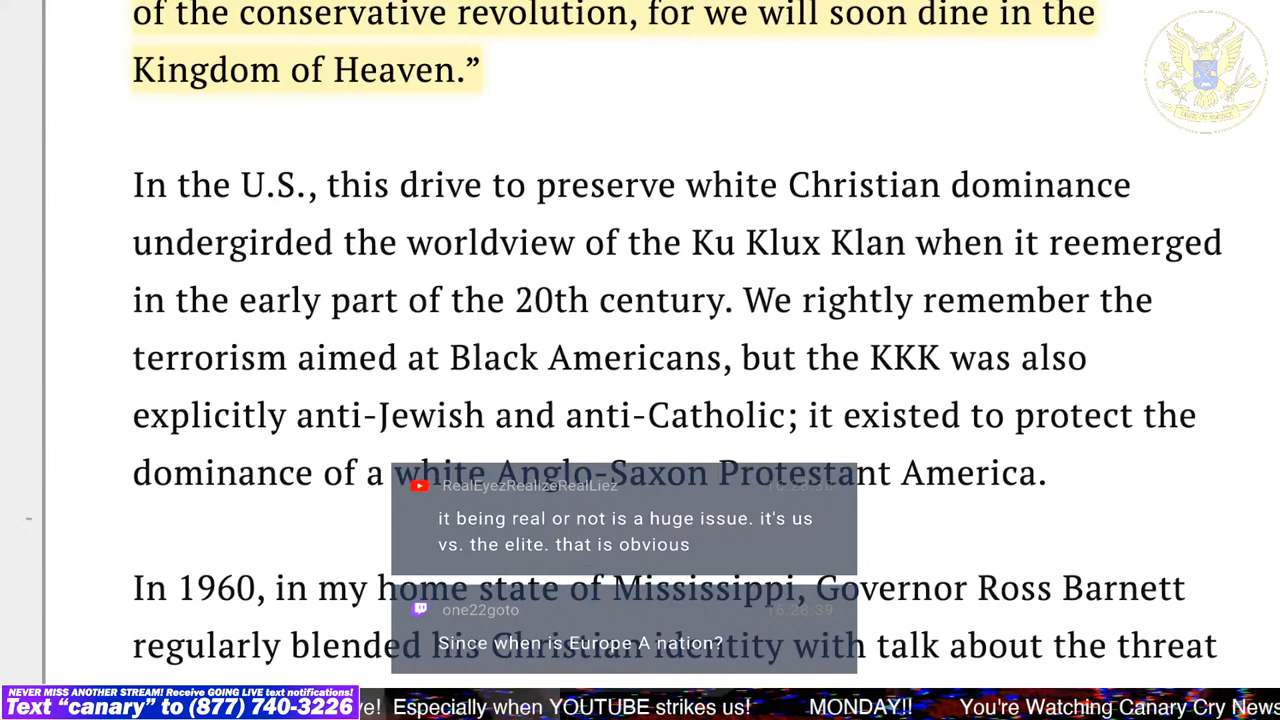 of the conservative revolution, for we will soon dine in the
Kingdom of Heaven.”
In the U.S., this drive to preserve white Christian dominance
undergirded the worldview of the Ku Klux Klan when it reemerged
in the early part of the 20th century. We rightly remember the
terrorism aimed at Black Americans, but the KKK was also
explicitly anti-Jewish and anti-Catholic; it existed to protect the
dominance of a white Anglo-Saxon Protestant America.
RealEyezRealizeRealLiez 16:28:38
it being real or not is a huge issue. it's us
vs. the elite. that is obvious
In 1960, in my home state of Mississippi, Governor Ross Barnett
one22goto 16:28:39
Since when is Europe A nation?
regularly blended his Christian identity with talk about the threat
NEVER MISS ANOTHER STREAM! Receive GOING LIVE text notifications!
Text “canary” to (877) 740-3226
ve! Especially when YOUTUBE strikes us! MONDAY!! You're Watching Canary Cry News